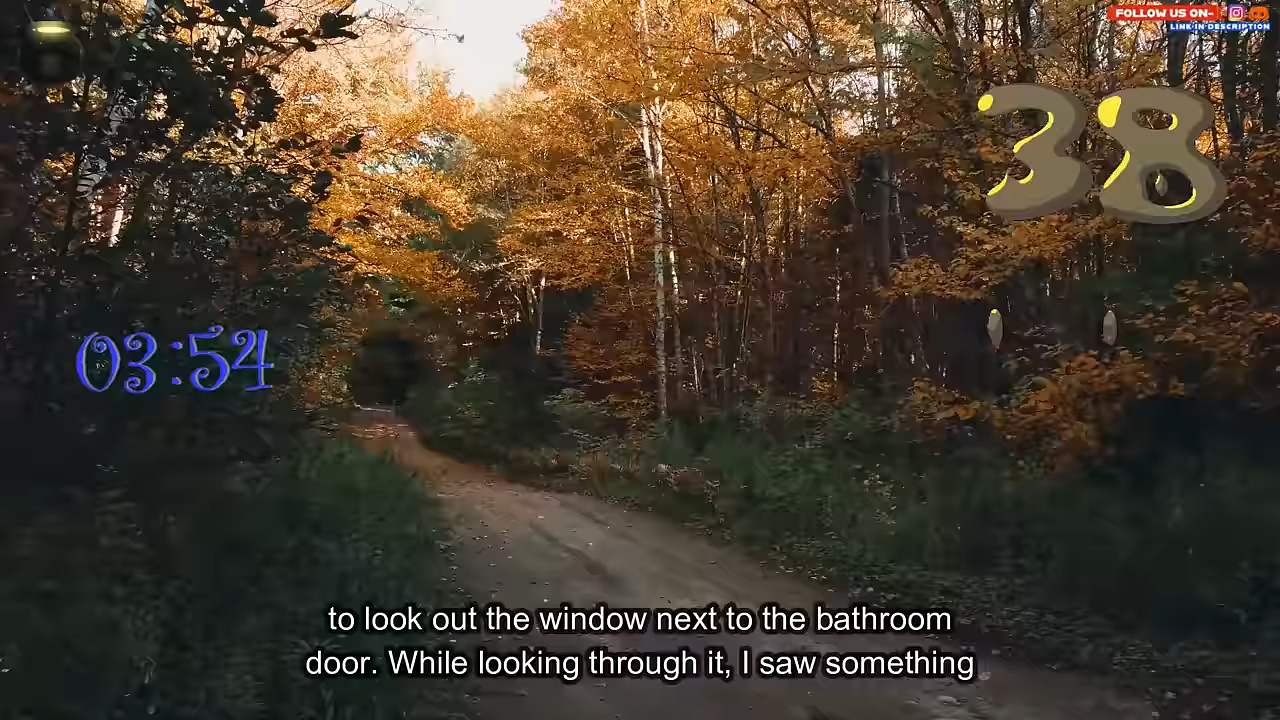 FOLLOW US ON-
LINK IN DESCRIPTION
38
03:54
to look out the window next to the bathroom
door. While looking through it, I saw something